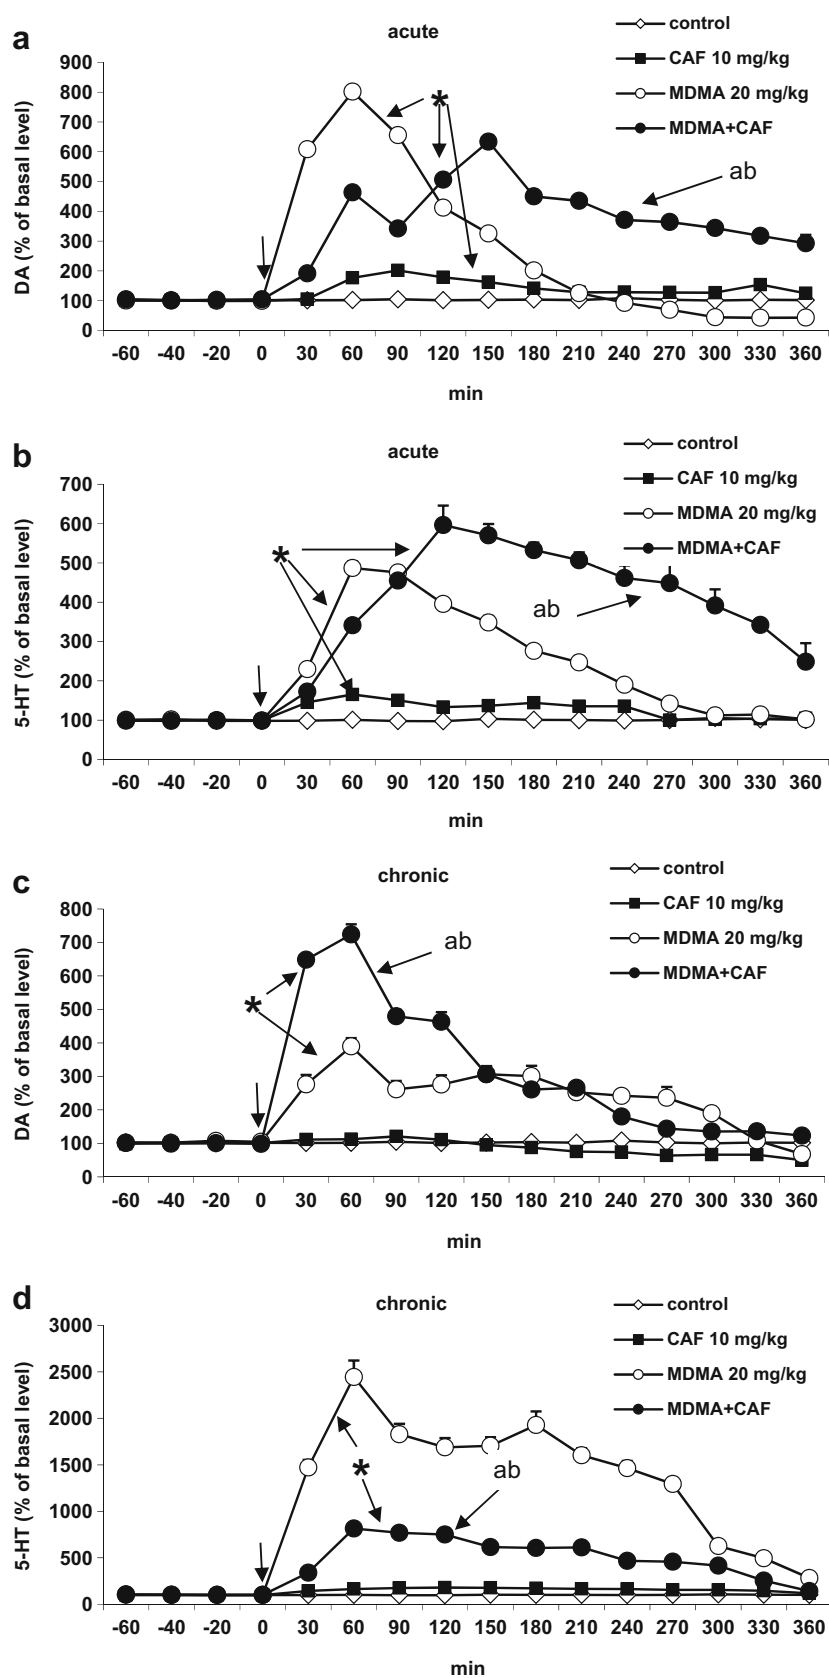 a
acute
control
CAF 10 mg/kg
MDMA 20 mg/kg
MDMA+CAF
DA (% of basal level)
900
800
700
600
500
400
300
200
100
0
*
ab
-60 -40 -20 0 30 60 90 120 150 180 210 240 270 300 330 360
min
b
acute
control
CAF 10 mg/kg
MDMA 20 mg/kg
MDMA+CAF
5-HT (% of basal level)
700
600
500
400
300
200
100
0
*
ab
-60 -40 -20 0 30 60 90 120 150 180 210 240 270 300 330 360
min
c
chronic
control
CAF 10 mg/kg
MDMA 20 mg/kg
MDMA+CAF
DA (% of basal level)
800
700
600
500
400
300
200
100
0
*
ab
-60 -40 -20 0 30 60 90 120 150 180 210 240 270 300 330 360
min
d
chronic
control
CAF 10 mg/kg
MDMA 20 mg/kg
MDMA+CAF
5-HT (% of basal level)
3000
2500
2000
1500
1000
500
0
*
ab
-60 -40 -20 0 30 60 90 120 150 180 210 240 270 300 330 360
min